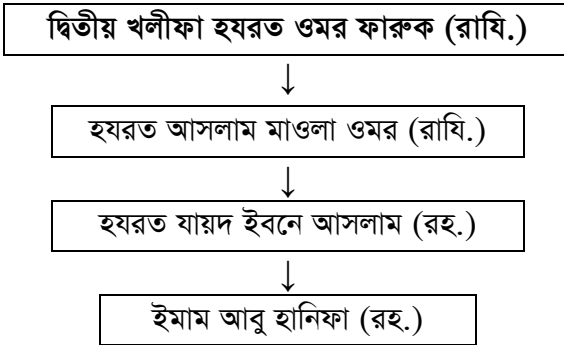 দ্বিতীয় খলীফা হযরত ওমর ফারুক (রাযি.)
↓
হযরত আসলাম মাওলা ওমর (রাযি.)
↓
হযরত যায়দ ইবনে আসলাম (রহ.)
↓
ইমাম আবু হানিফা (রহ.)